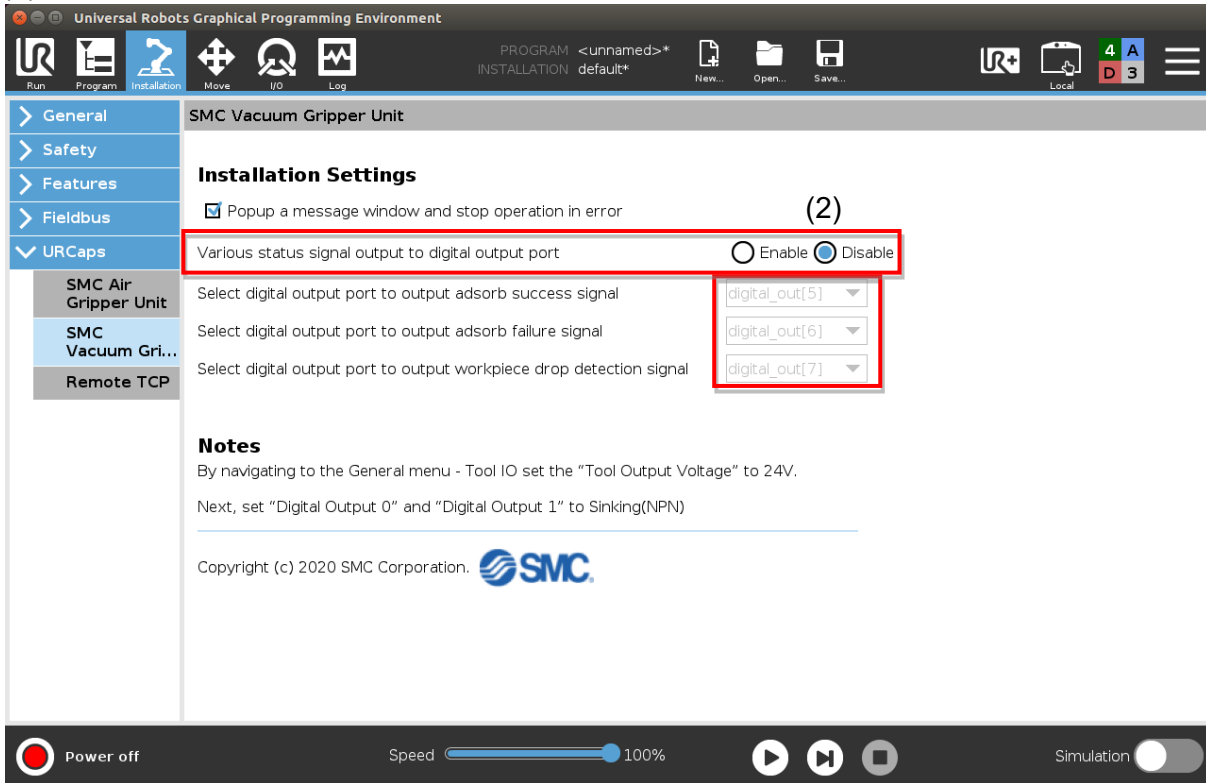 Universal Robots Graphical Programming Environment
PROGRAM <unnamed>*
INSTALLATION default*
Run Program Installation Move I/O Log New... Open... Save... UR+ Local 4 A D 3
General
Safety
Features
Fieldbus
URCaps
SMC Air
Gripper Unit
SMC
Vacuum Gri...
Remote TCP
SMC Vacuum Gripper Unit
Installation Settings
Popup a message window and stop operation in error
(2)
Various status signal output to digital output port Enable Disable
Select digital output port to output adsorb success signal digital_out[5]
Select digital output port to output adsorb failure signal digital_out[6]
Select digital output port to output workpiece drop detection signal digital_out[7]
Notes
By navigating to the General menu - Tool IO set the “Tool Output Voltage” to 24V.
Next, set “Digital Output 0” and “Digital Output 1” to Sinking(NPN)
Copyright (c) 2020 SMC Corporation. SMC.
Power off Speed 100% Simulation